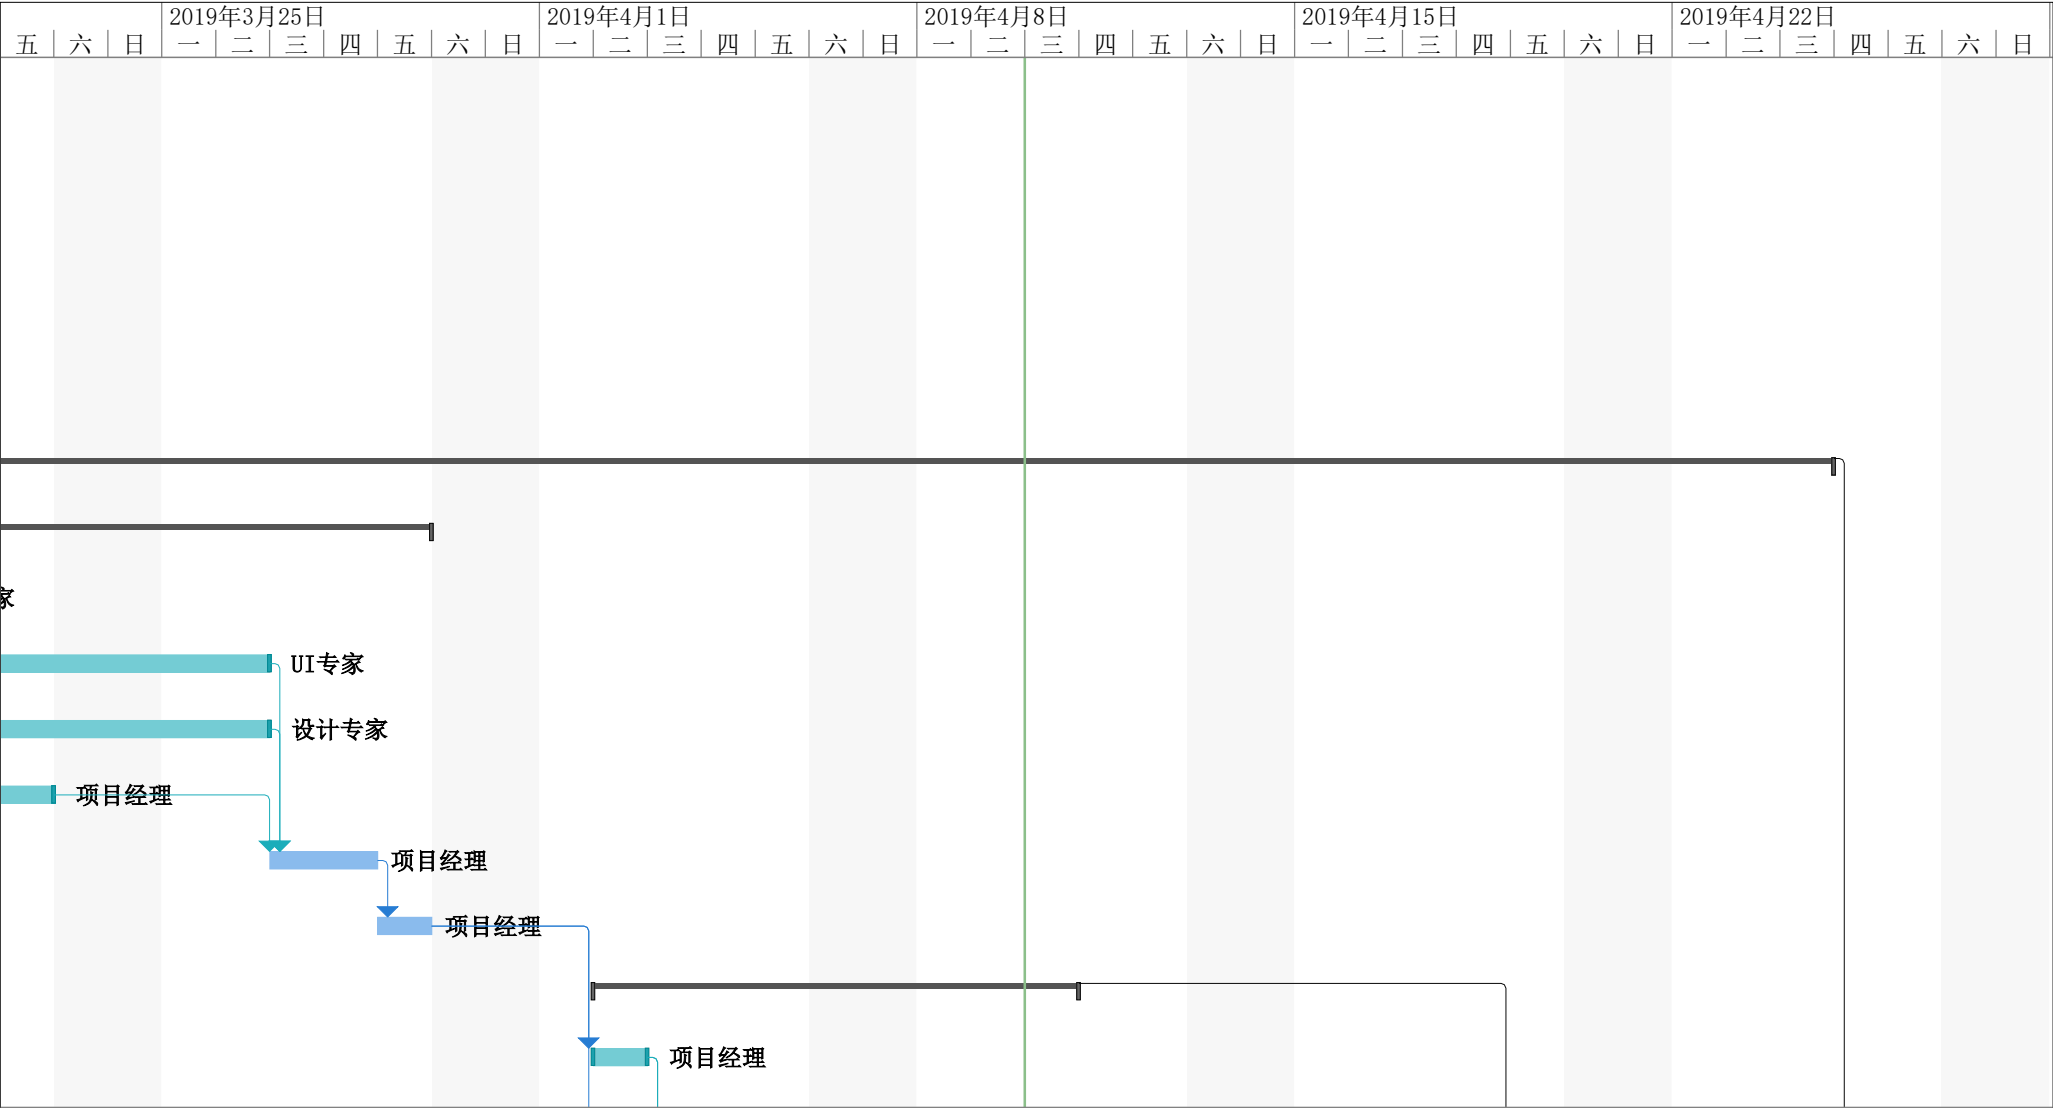 2019年3月25日 2019年4月1日 2019年4月8日 2019年4月15日 2019年4月22日
五 六 日 一 二 三 四 五 六 日 一 二 三 四 五 六 日 一 二 三 四 五 六 日 一 二 三 四 五 六 日 一 二 三 四 五 六 日
家
UI专家
设计专家
项目经理
项目经理
项目经理
项目经理